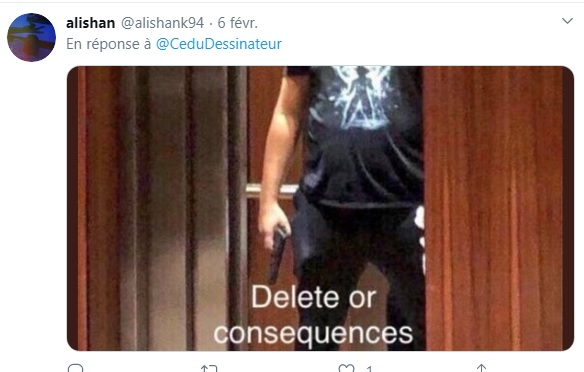 alishan @alishank94 · 6 févr.
En réponse à @CeduDessinateur
Delete or
consequences
1